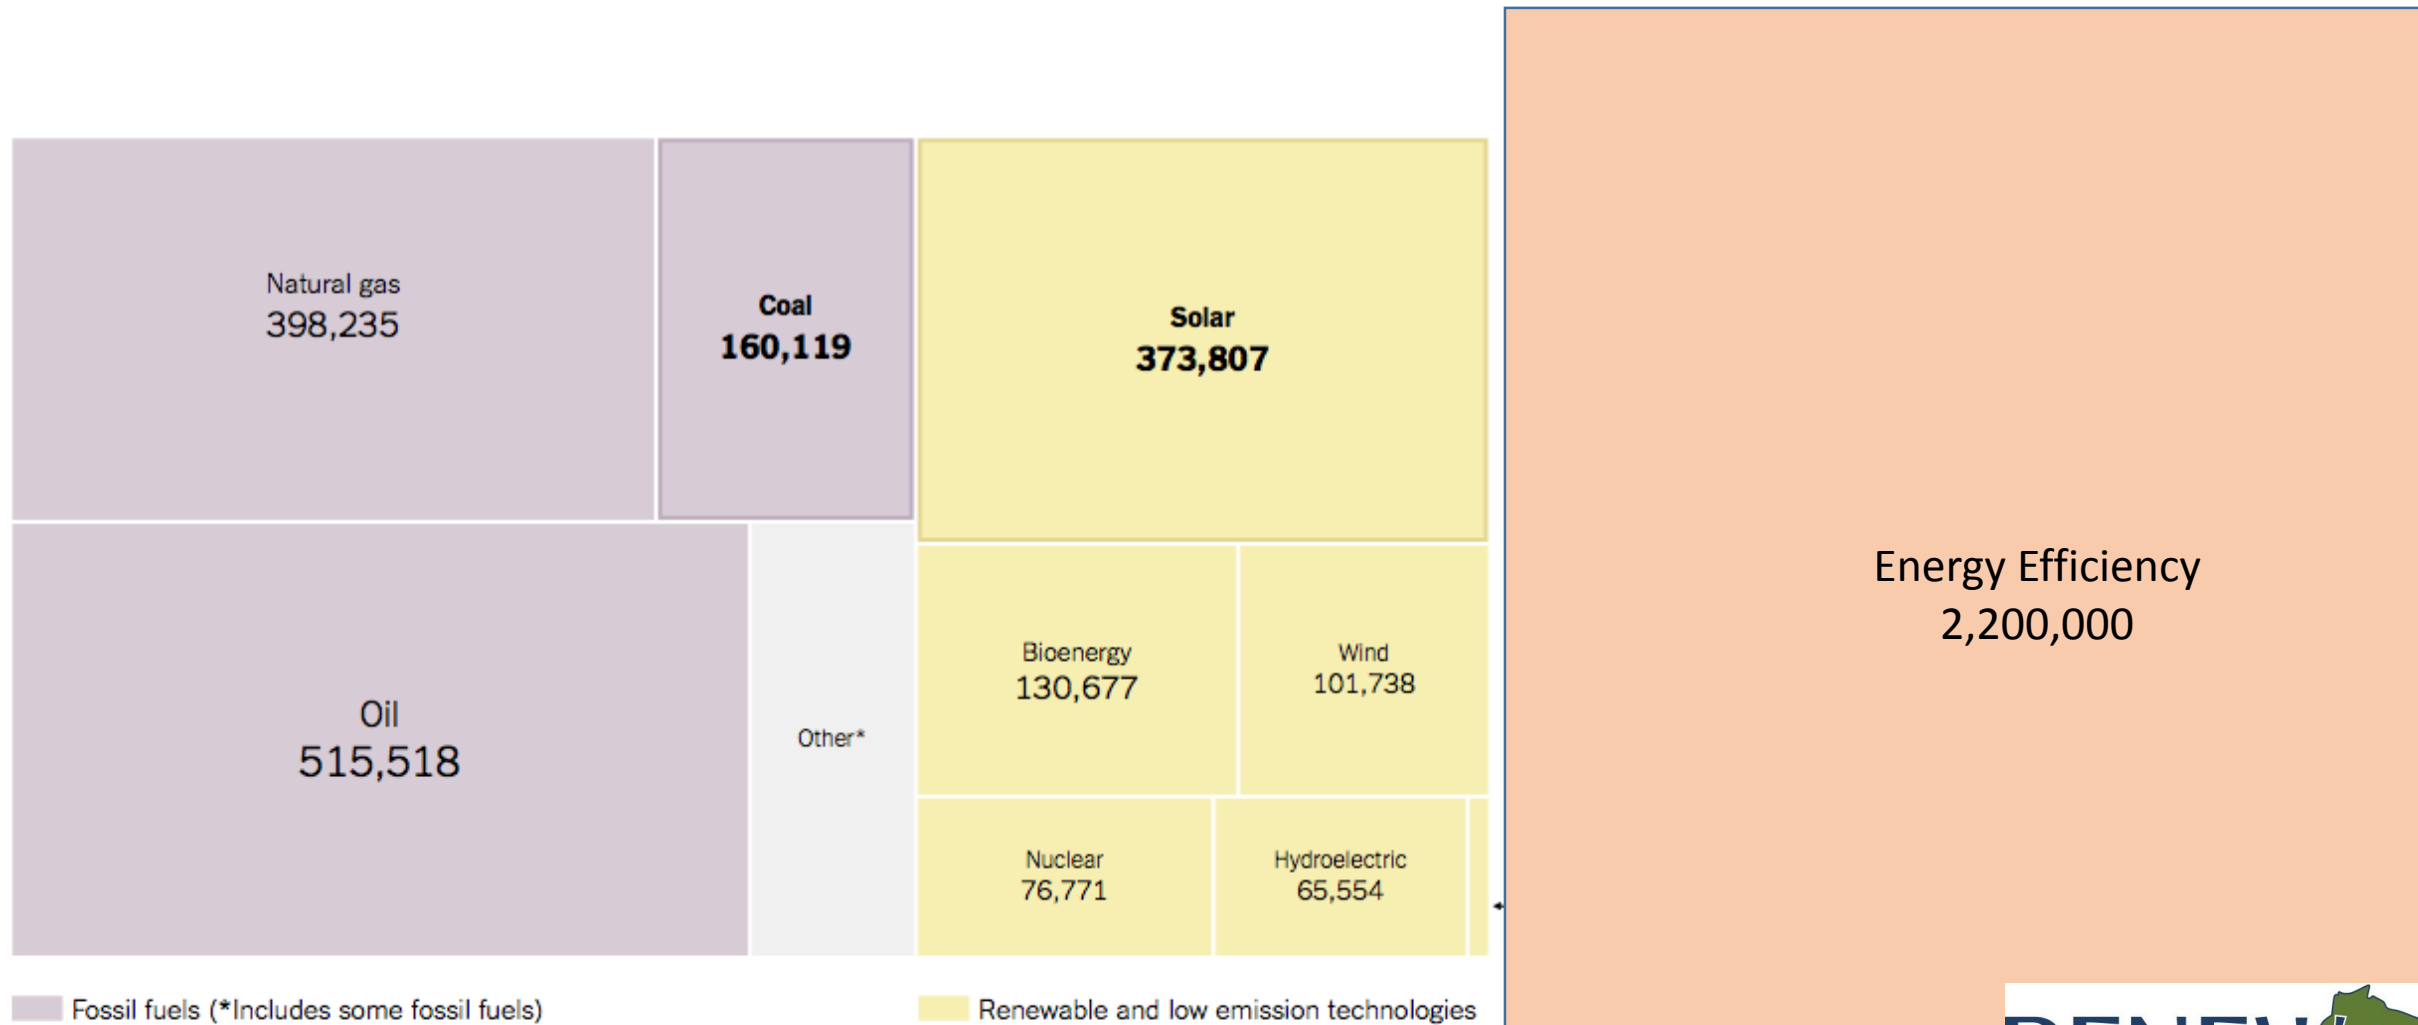 Natural gas
398,235
Coal
160,119
Solar
373,807
Oil
515,518
Other*
Bioenergy
130,677
Wind
101,738
Nuclear
76,771
Hydroelectric
65,554
Energy Efficiency
2,200,000
Fossil fuels (*Includes some fossil fuels)
Renewable and low emission technologies